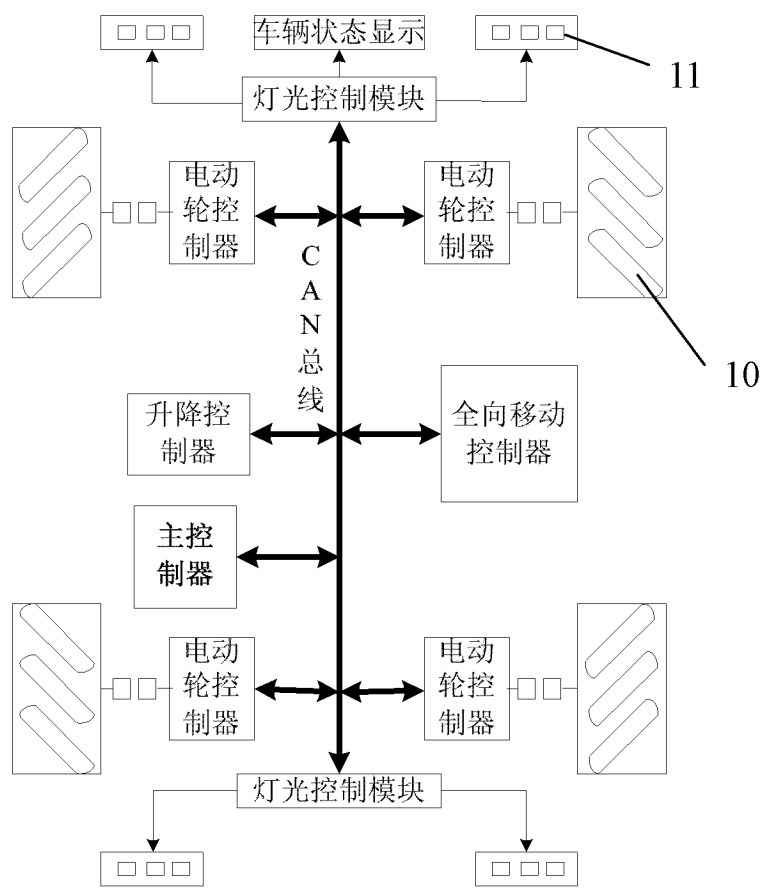 车辆状态显示
11
灯光控制模块
电动
轮控
制器
电动
轮控
制器
C
A
N
总
线
10
升降控
制器
全向移动
控制器
主控
制器
电动
轮控
制器
电动
轮控
制器
灯光控制模块